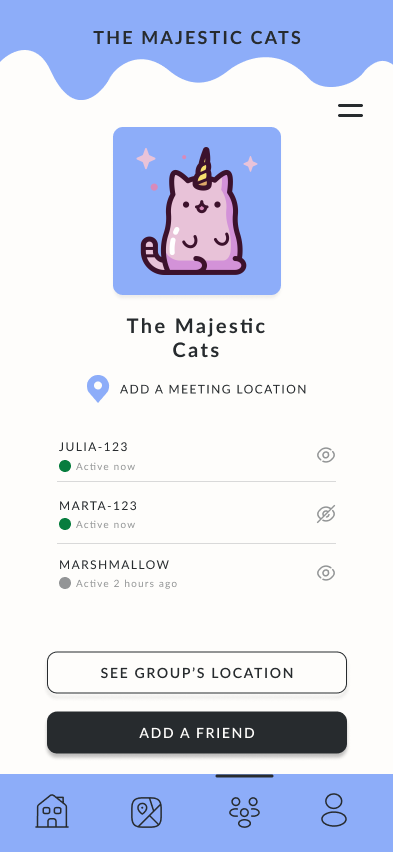 THE MAJESTIC CATS
The Majestic
Cats
ADD A MEETING LOCATION
JULIA-123
Active now
MARTA-123
Active now
MARSHMALLOW
Active 2 hours ago
SEE GROUP’S LOCATION
ADD A FRIEND